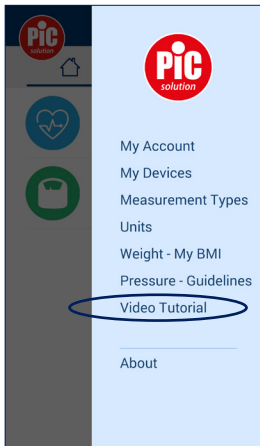 PiC
solution
PiC
solution
My Account
My Devices
Measurement Types
Units
Weight - My BMI
Pressure - Guidelines
Video Tutorial
About